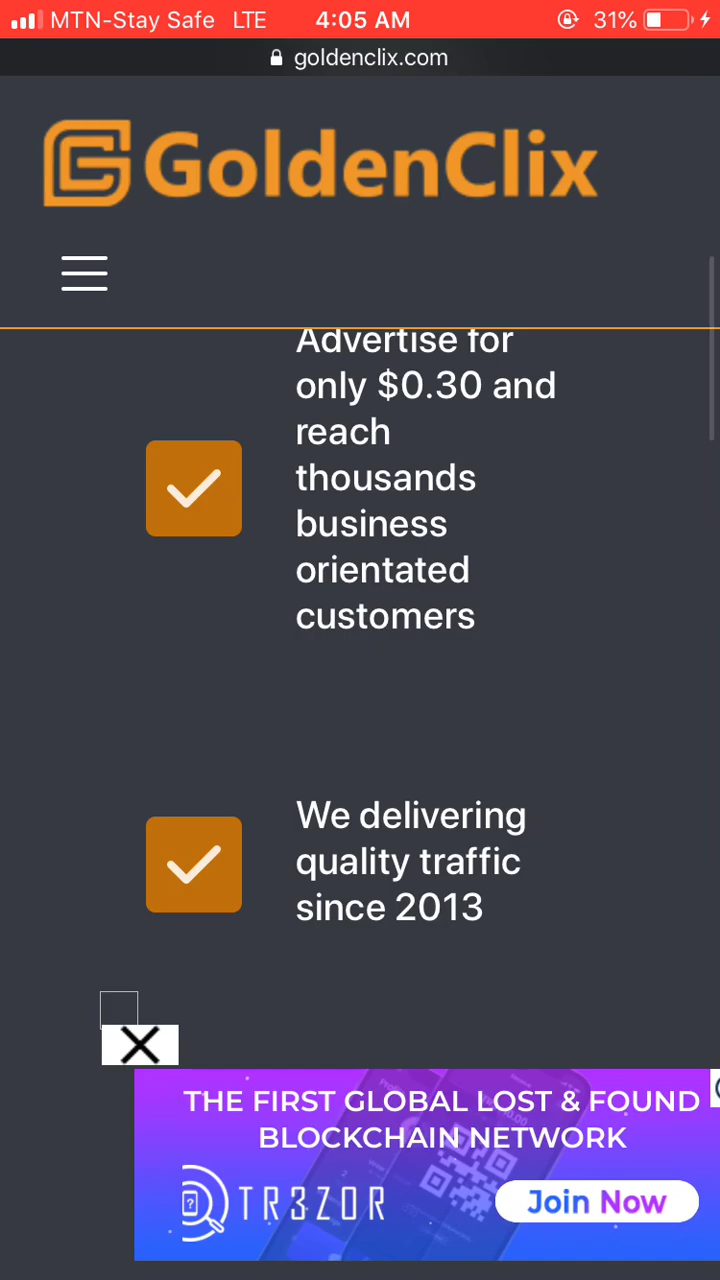 MTN-Stay Safe LTE 4:05 AM 31%
goldenclix.com
GoldenClix
Advertise for
only $0.30 and
reach
thousands
business
orientated
customers
We delivering
quality traffic
since 2013
THE FIRST GLOBAL LOST & FOUND
BLOCKCHAIN NETWORK
TR3ZOR
Join Now